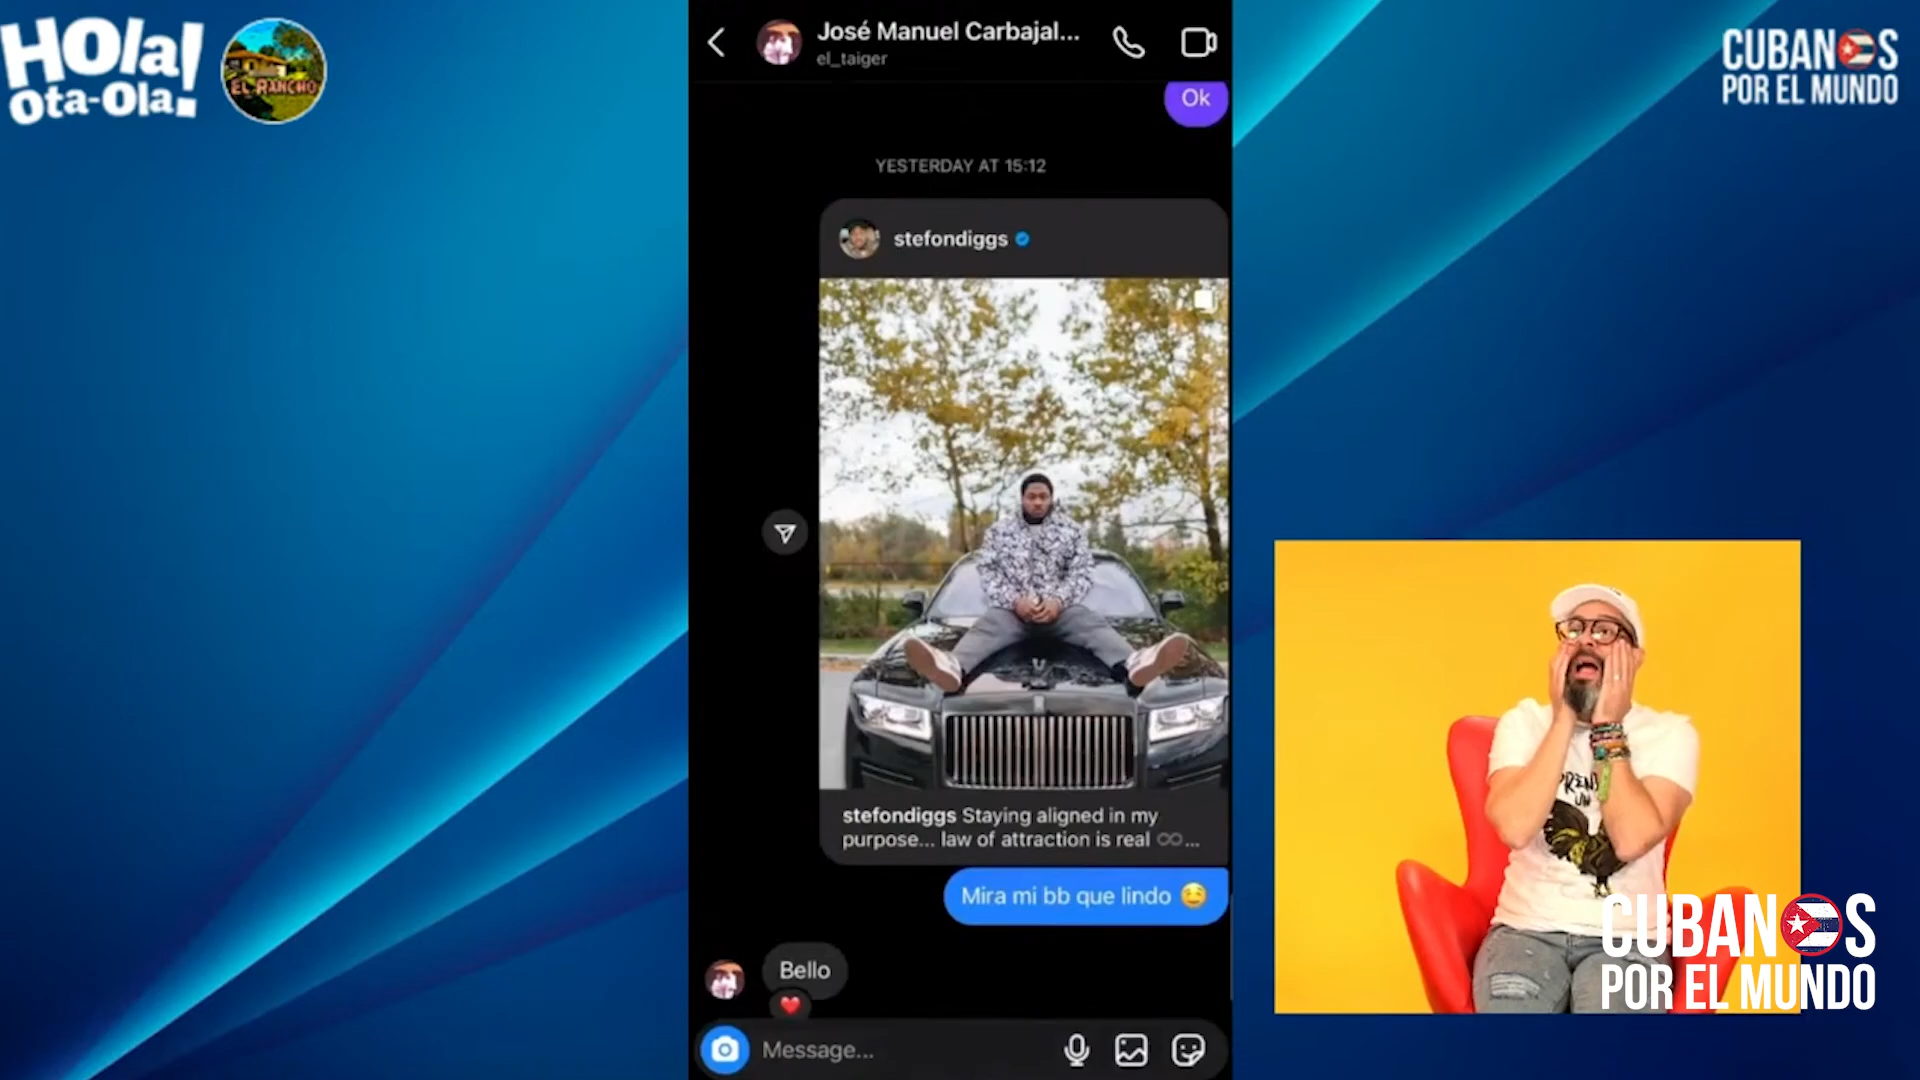 Hola!
Ota-Ola!
EL RANCHO
José Manuel Carbajal...
el_taiger
Ok
YESTERDAY AT 15:12
stefondiggs
stefondiggs Staying aligned in my
purpose... law of attraction is real ∞...
Mira mi bb que lindo 🤤
Bello
Message...
CUBANOS
POR EL MUNDO
UN
CUBANOS
POR EL MUNDO